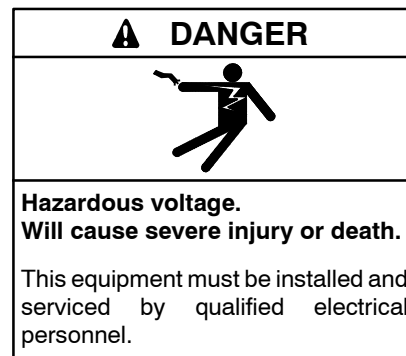 DANGER
Hazardous voltage.
Will cause severe injury or death.
This equipment must be installed and
serviced by qualified electrical
personnel.